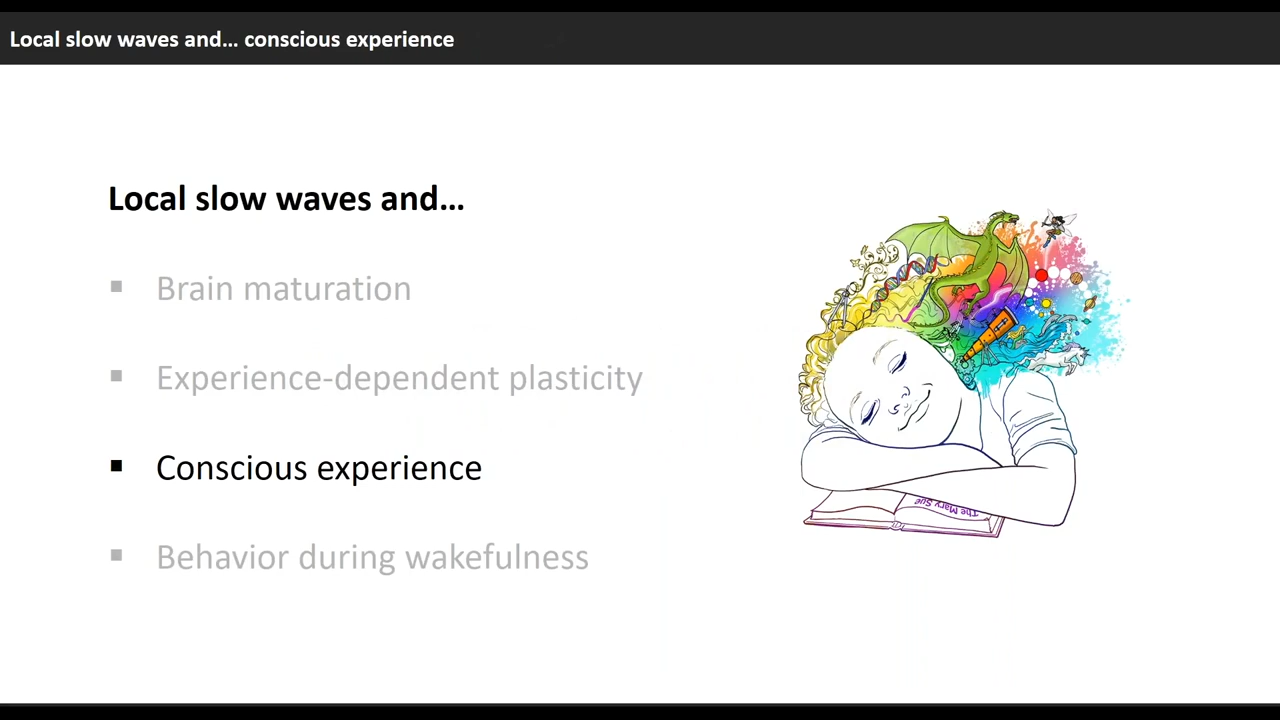 Local slow waves and… conscious experience
Local slow waves and…
▪ Brain maturation
▪ Experience-dependent plasticity
▪ Conscious experience
▪ Behavior during wakefulness
The Mary Sue